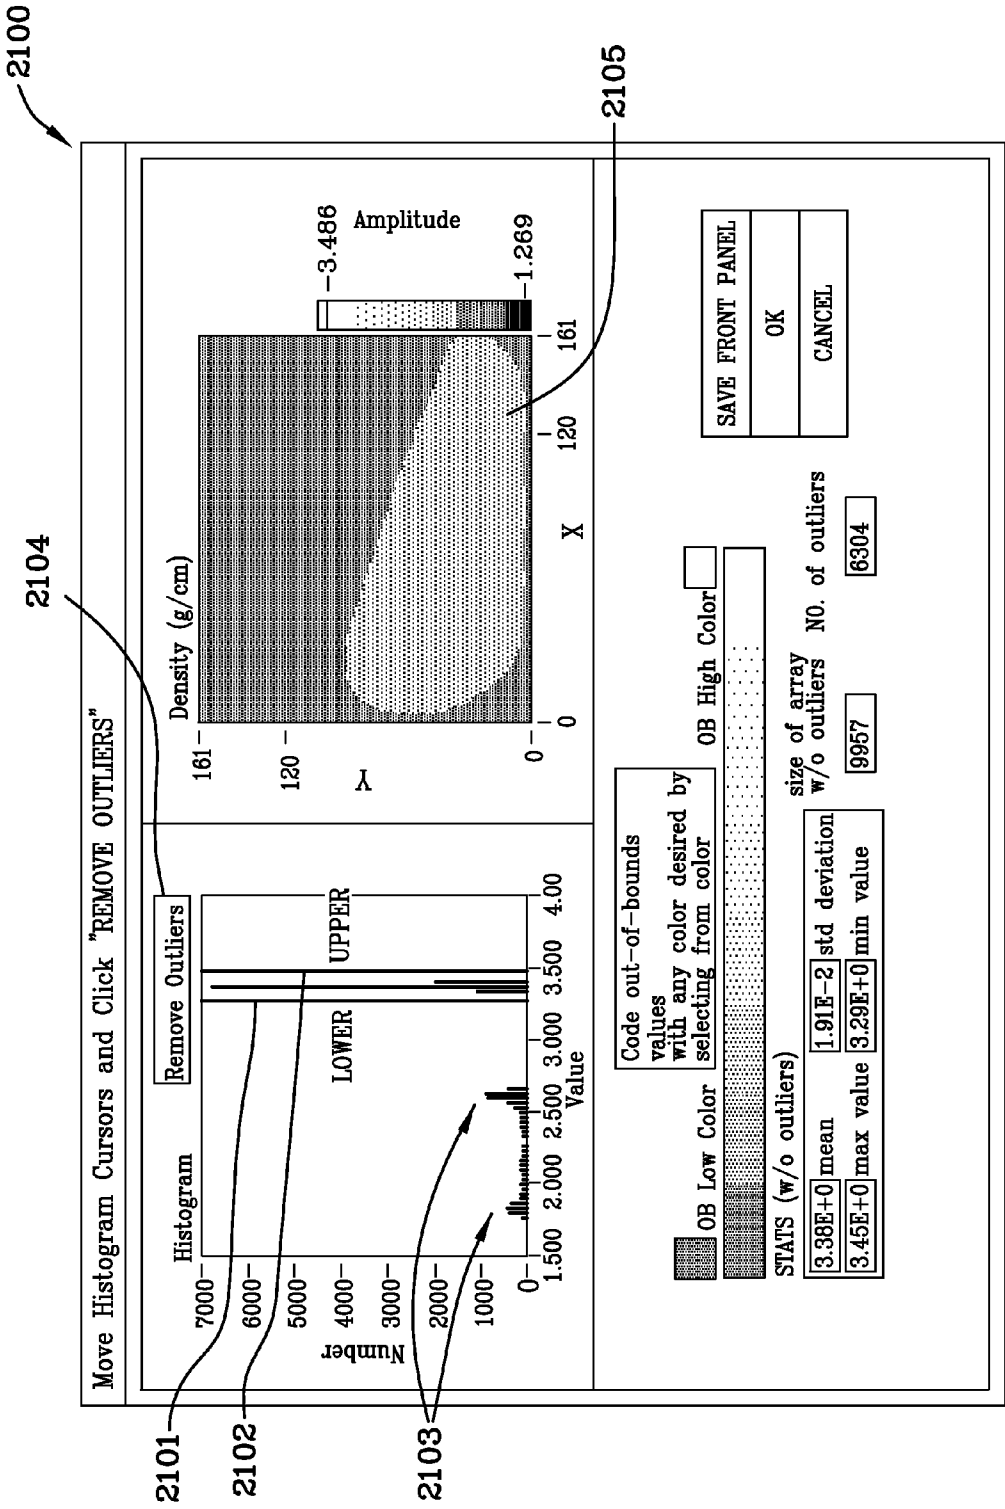 2100
Move Histogram Cursors and Click "REMOVE OUTLIERS"
2104
2101
2102
2103
2105
Histogram
Remove Outliers
7000
6000
5000
4000
3000
2000
1000
0
Number
LOWER
UPPER
1.500
2.000
2.500
3.000
3.500
4.00
Value
Density (g/cm)
161
120
0
Y
0
120
161
X
-3.486
Amplitude
-1.269
OB Low Color
Code out-of-bounds
values
with any color desired by
selecting from color
OB High Color
STATS (w/o outliers)
3.38E+0 mean
1.91E-2 std deviation
3.45E+0 max value
3.29E+0 min value
size of array
w/o outliers
9957
NO. of outliers
6304
SAVE FRONT PANEL
OK
CANCEL